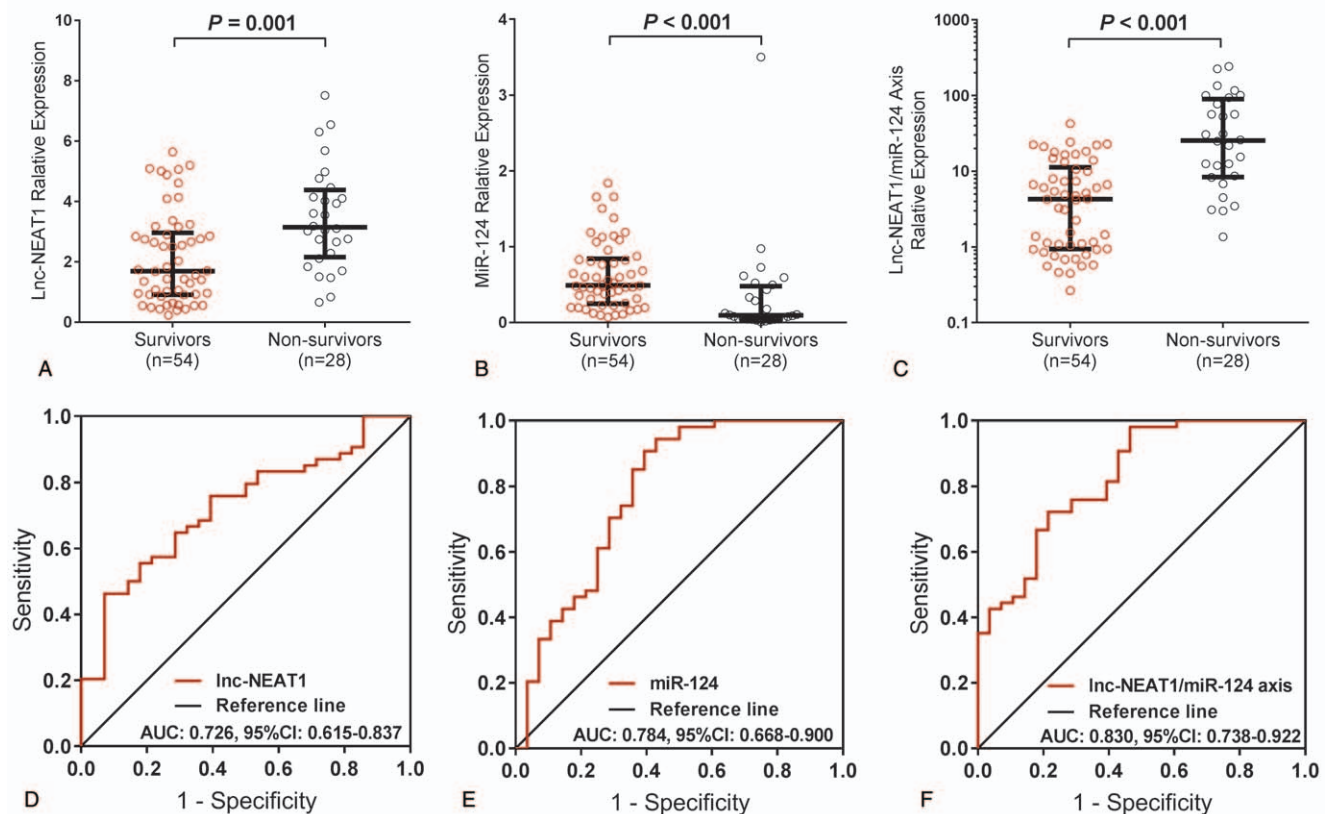 P = 0.001
Lnc-NEAT1 Ralative Expression
10
8
6
4
2
0
Survivors
(n=54)
Non-survivors
(n=28)
A
P < 0.001
MiR-124 Ralative Expression
4
3
2
1
0
Survivors
(n=54)
Non-survivors
(n=28)
B
P < 0.001
Lnc-NEAT1/miR-124 Axis
Relative Expression
1000
100
10
1
0.1
Survivors
(n=54)
Non-survivors
(n=28)
C
Sensitivity
1.0
0.8
0.6
0.4
0.2
0.0
lnc-NEAT1
Reference line
AUC: 0.726, 95%CI: 0.615-0.837
0.0 0.2 0.4 0.6 0.8 1.0
1 - Specificity
D
Sensitivity
1.0
0.8
0.6
0.4
0.2
0.0
miR-124
Reference line
AUC: 0.784, 95%CI: 0.668-0.900
0.0 0.2 0.4 0.6 0.8 1.0
1 - Specificity
E
Sensitivity
1.0
0.8
0.6
0.4
0.2
0.0
lnc-NEAT1/miR-124 axis
Reference line
AUC: 0.830, 95%CI: 0.738-0.922
0.0 0.2 0.4 0.6 0.8 1.0
1 - Specificity
F